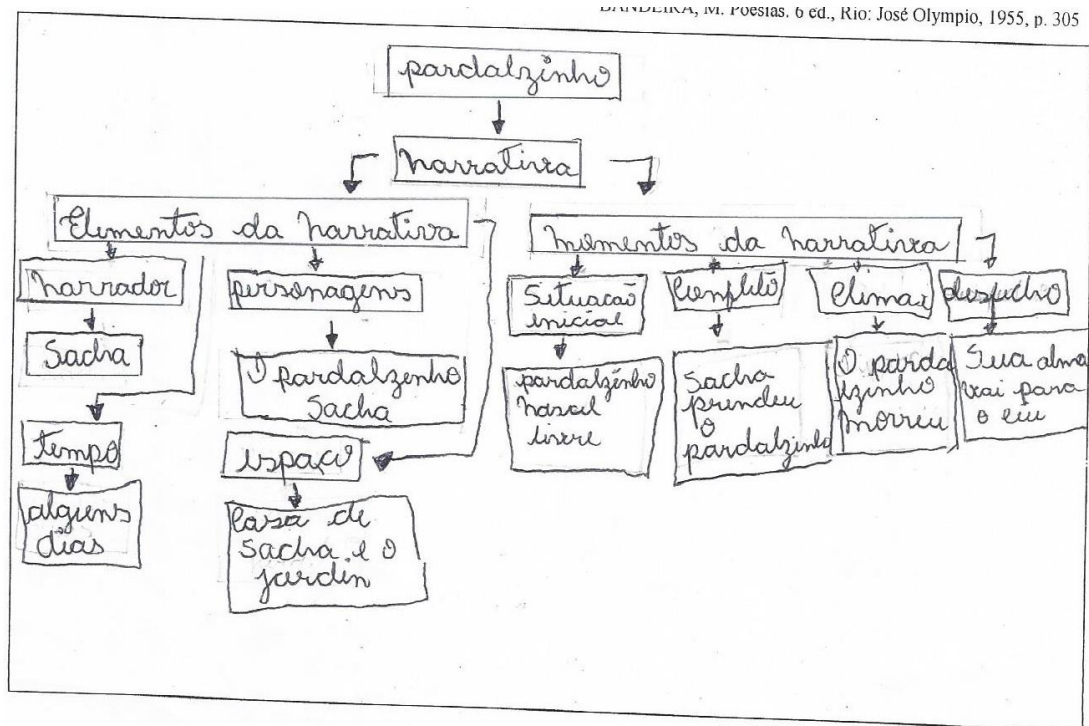 BANDEIRA, M. Poesias. 6 ed., Rio: José Olympio, 1955, p. 305
pardalzinho
narrativa
Elementos da narrativa
narrador
Sacha
tempo
alguns
dias
personagens
O pardalzenho
Sacha
espaço
Casa de
Sacha e o
jardin
Momentos da narrativa
Situação
inicial
pardalzinho
nasceu
livre
Conflito
Sacha
prendeu
o
pardalzinho
Climax
O parda
lzinho
morreu
desfecho
Sua alma
vai para
o céu